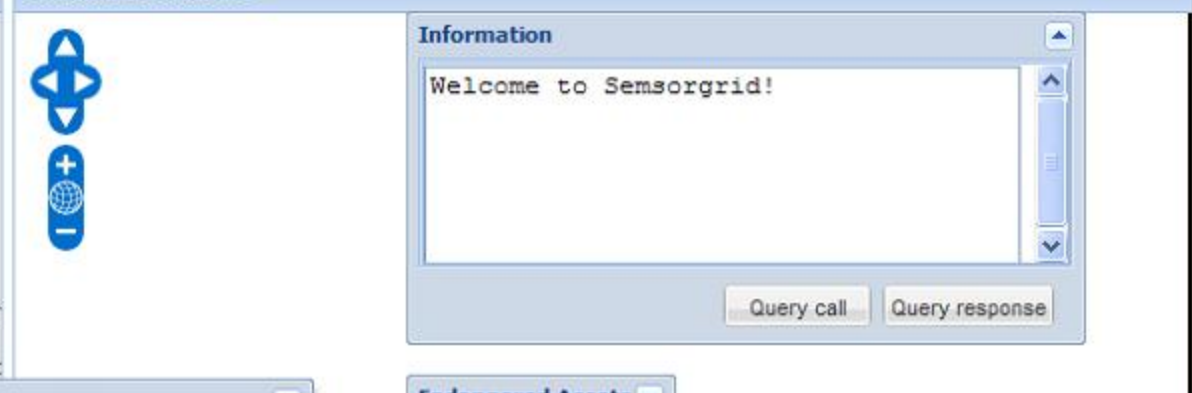 Information
Welcome to Semsorgrid!
Query call
Query response